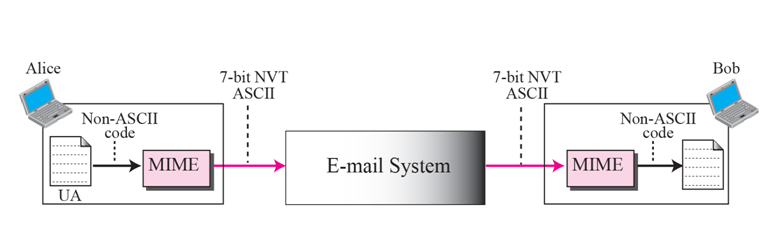 Alice
Bob
7-bit NVT
ASCII
7-bit NVT
ASCII
Non-ASCII
code
Non-ASCII
code
MIME
E-mail System
MIME
UA